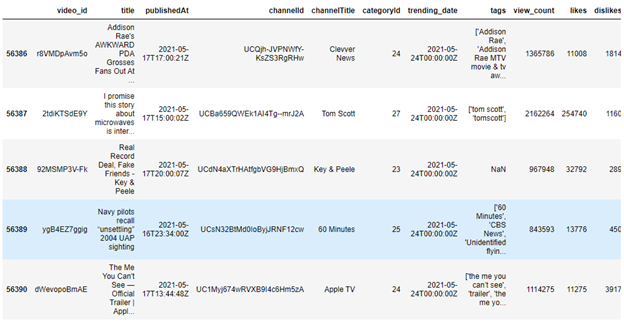 video_id title publishedAt channelId channelTitle categoryId trending_date tags view_count likes dislikes
56386 r8VMDpAvm5o Addison Rae's AWKWARD PDA Grosses Fans Out At ... 2021-05-17T17:00:21Z UCQjh-JVPNWfY-KsZS3RgRHw Clevver News 24 2021-05-24T00:00:00Z ['Addison Rae', 'Addison Rae MTV movie & tv aw... 1365786 11008 1814
56387 2tdiKTSdE9Y I promise this story about microwaves is inter... 2021-05-17T15:00:02Z UCBa659QWEk1AI4Tg--mrJ2A Tom Scott 27 2021-05-24T00:00:00Z ['tom scott', 'tomscott'] 2162264 254740 1160
56388 92MSMP3V-Fk Real Record Deal, Fake Friends - Key & Peele 2021-05-17T20:00:07Z UCdN4aXTrHAtfgbVG9HjBmxQ Key & Peele 23 2021-05-24T00:00:00Z NaN 967948 32792 289
56389 ygB4EZ7ggig Navy pilots recall “unsettling” 2004 UAP sighting 2021-05-16T23:34:00Z UCsN32BtMd0IoByjJRNF12cw 60 Minutes 25 2021-05-24T00:00:00Z ['60 Minutes', 'CBS News', 'Unidentified flyin... 843593 13776 450
56390 dWevopoBmAE The Me You Can't See — Official Trailer | Appl... 2021-05-17T13:44:48Z UC1Myj674wRVXB9I4c6Hm5zA Apple TV 24 2021-05-24T00:00:00Z ['the me you can't see', 'trailer', 'the me yo... 1114275 11275 3917